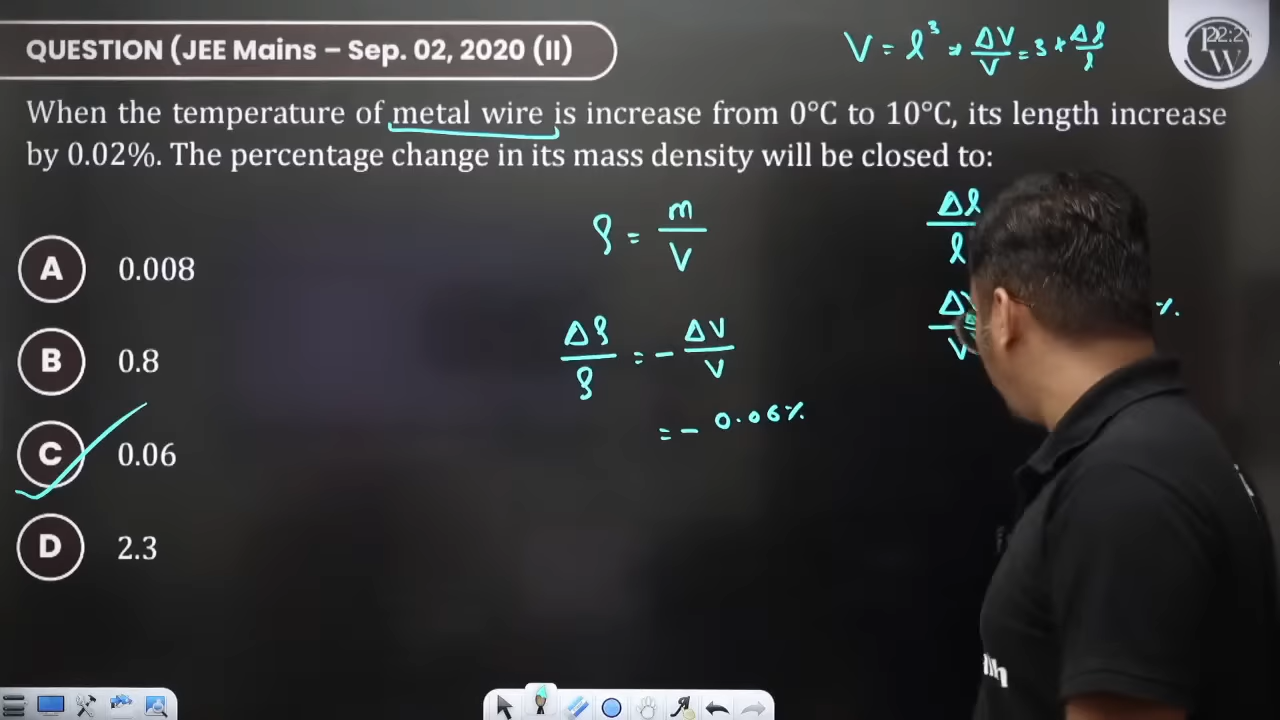 QUESTION (JEE Mains – Sep. 02, 2020 (II)
V = l³ → ΔV/V = 3 * Δl/l
When the temperature of metal wire is increase from 0°C to 10°C, its length increase
by 0.02%. The percentage change in its mass density will be closed to:
A 0.008
B 0.8
C 0.06
D 2.3
ρ = m/V
Δρ/ρ = - ΔV/V
= - 0.06%
Δl/l
ΔV/V %.